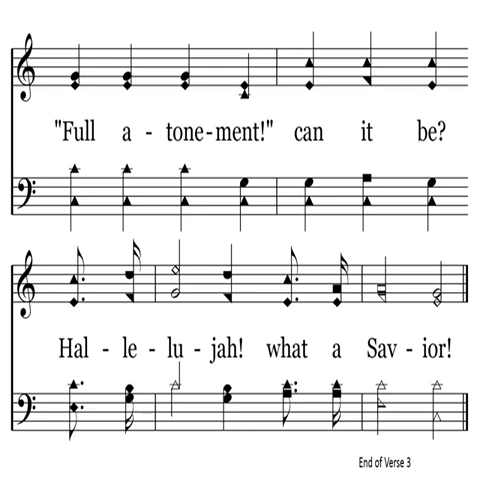 "Full a - tone - ment!" can it be?
Hal - le - lu - jah! what a Sav - ior!
End of Verse 3